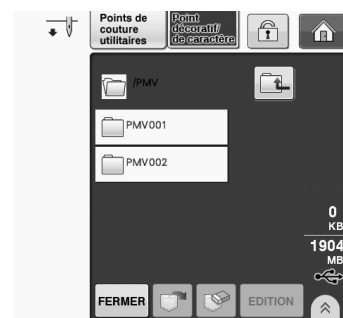 Points de
couture
utilitaires
Point
décoratif/
de caractère
/PMV
PMV001
PMV002
0
KB
1904
MB
FERMER
EDITION